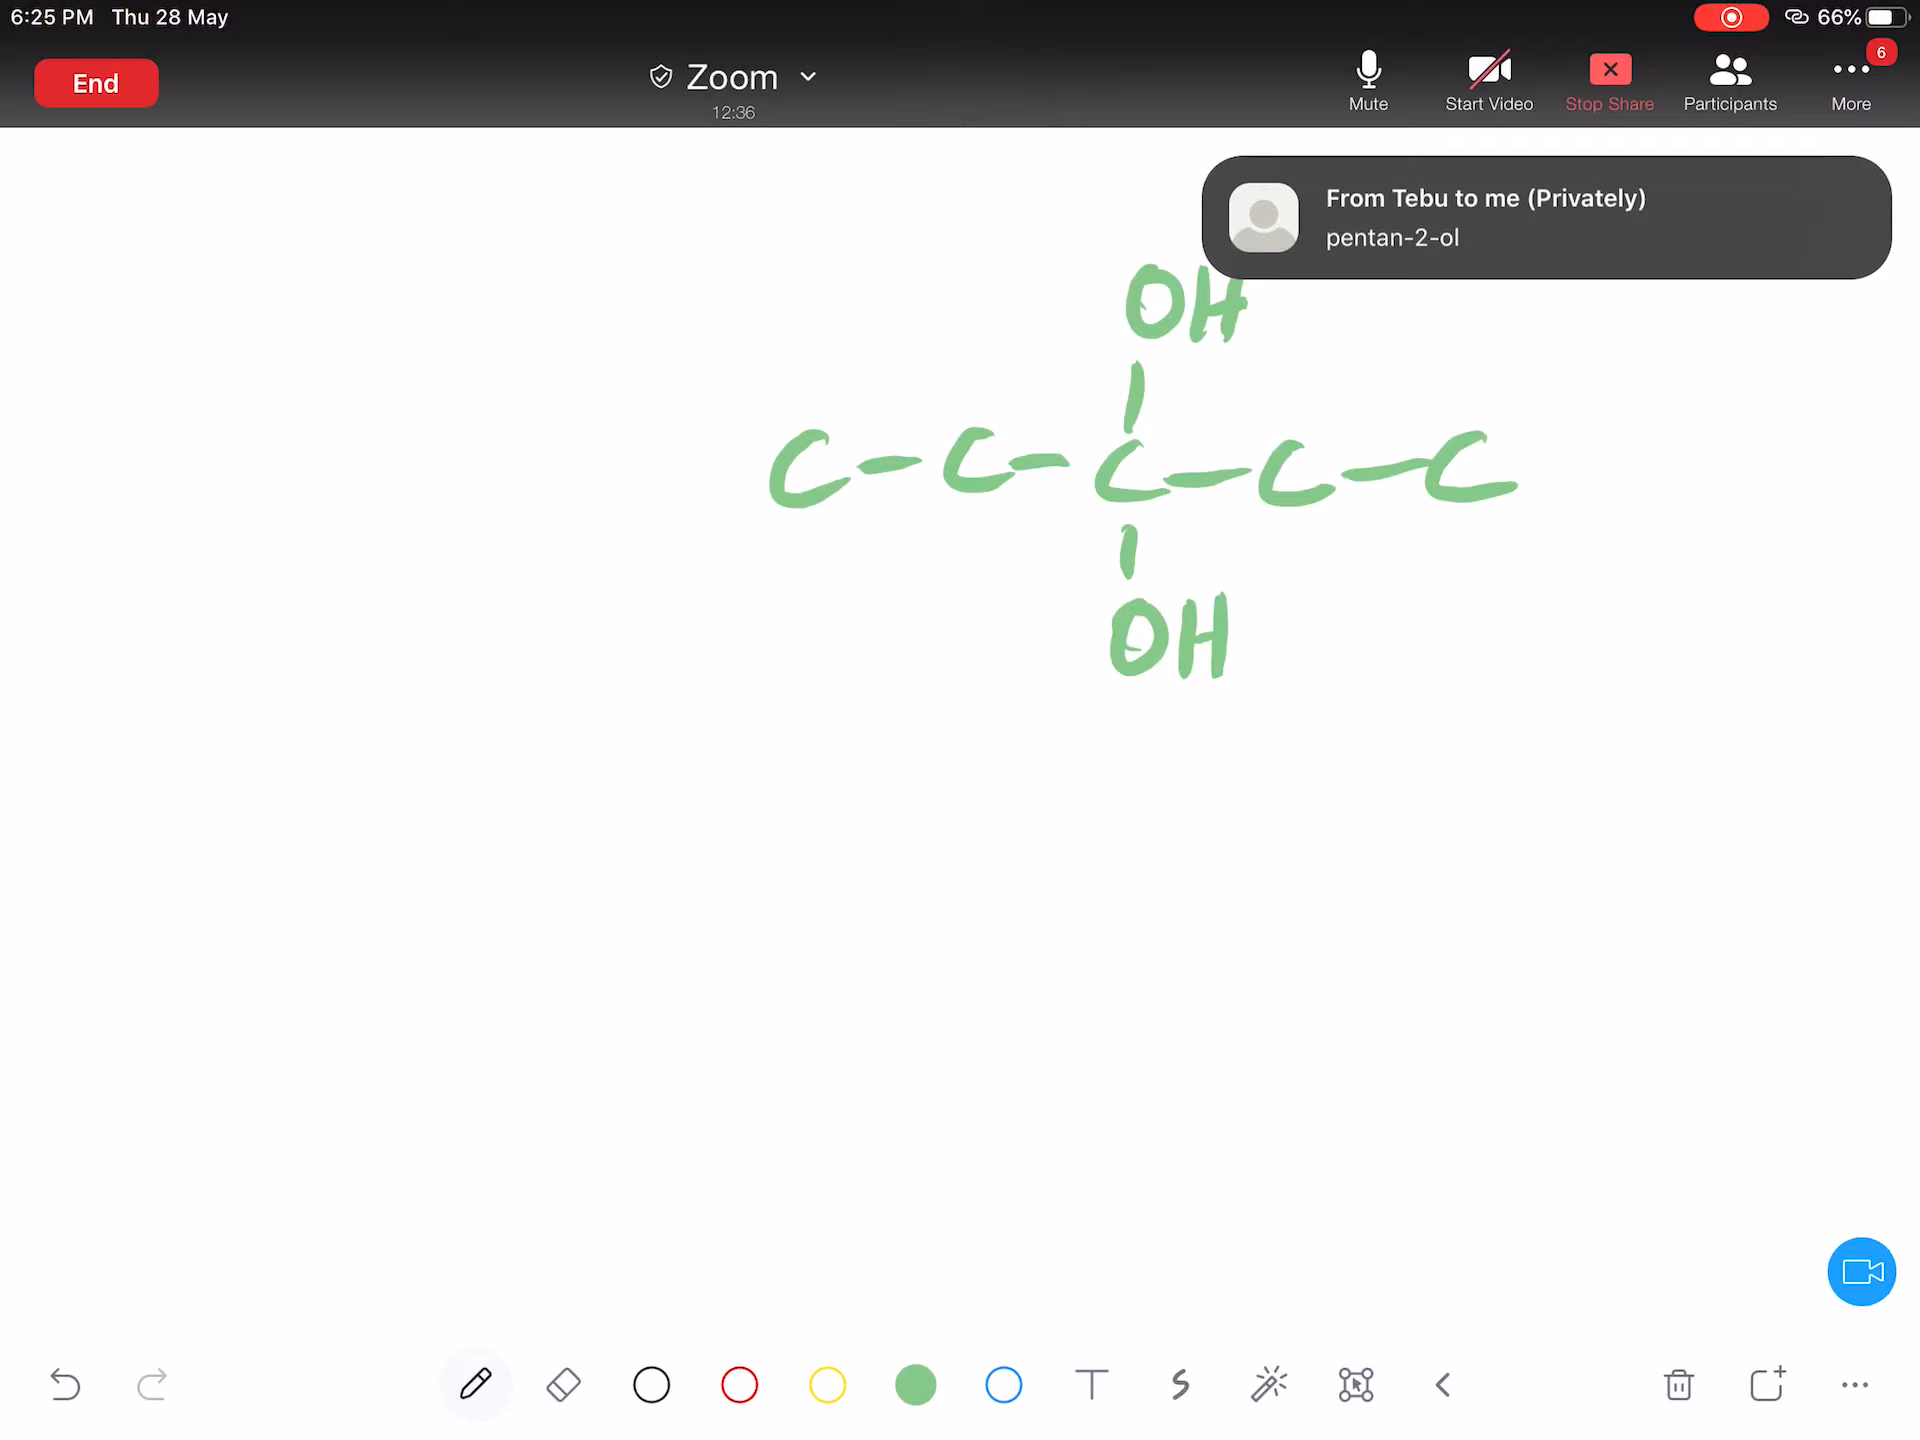 6:25 PM Thu 28 May
66%
End
Zoom
12:36
Mute
Start Video
Stop Share
Participants
More
6
From Tebu to me (Privately)
pentan-2-ol
OH
C - C - C - C - C
OH
T